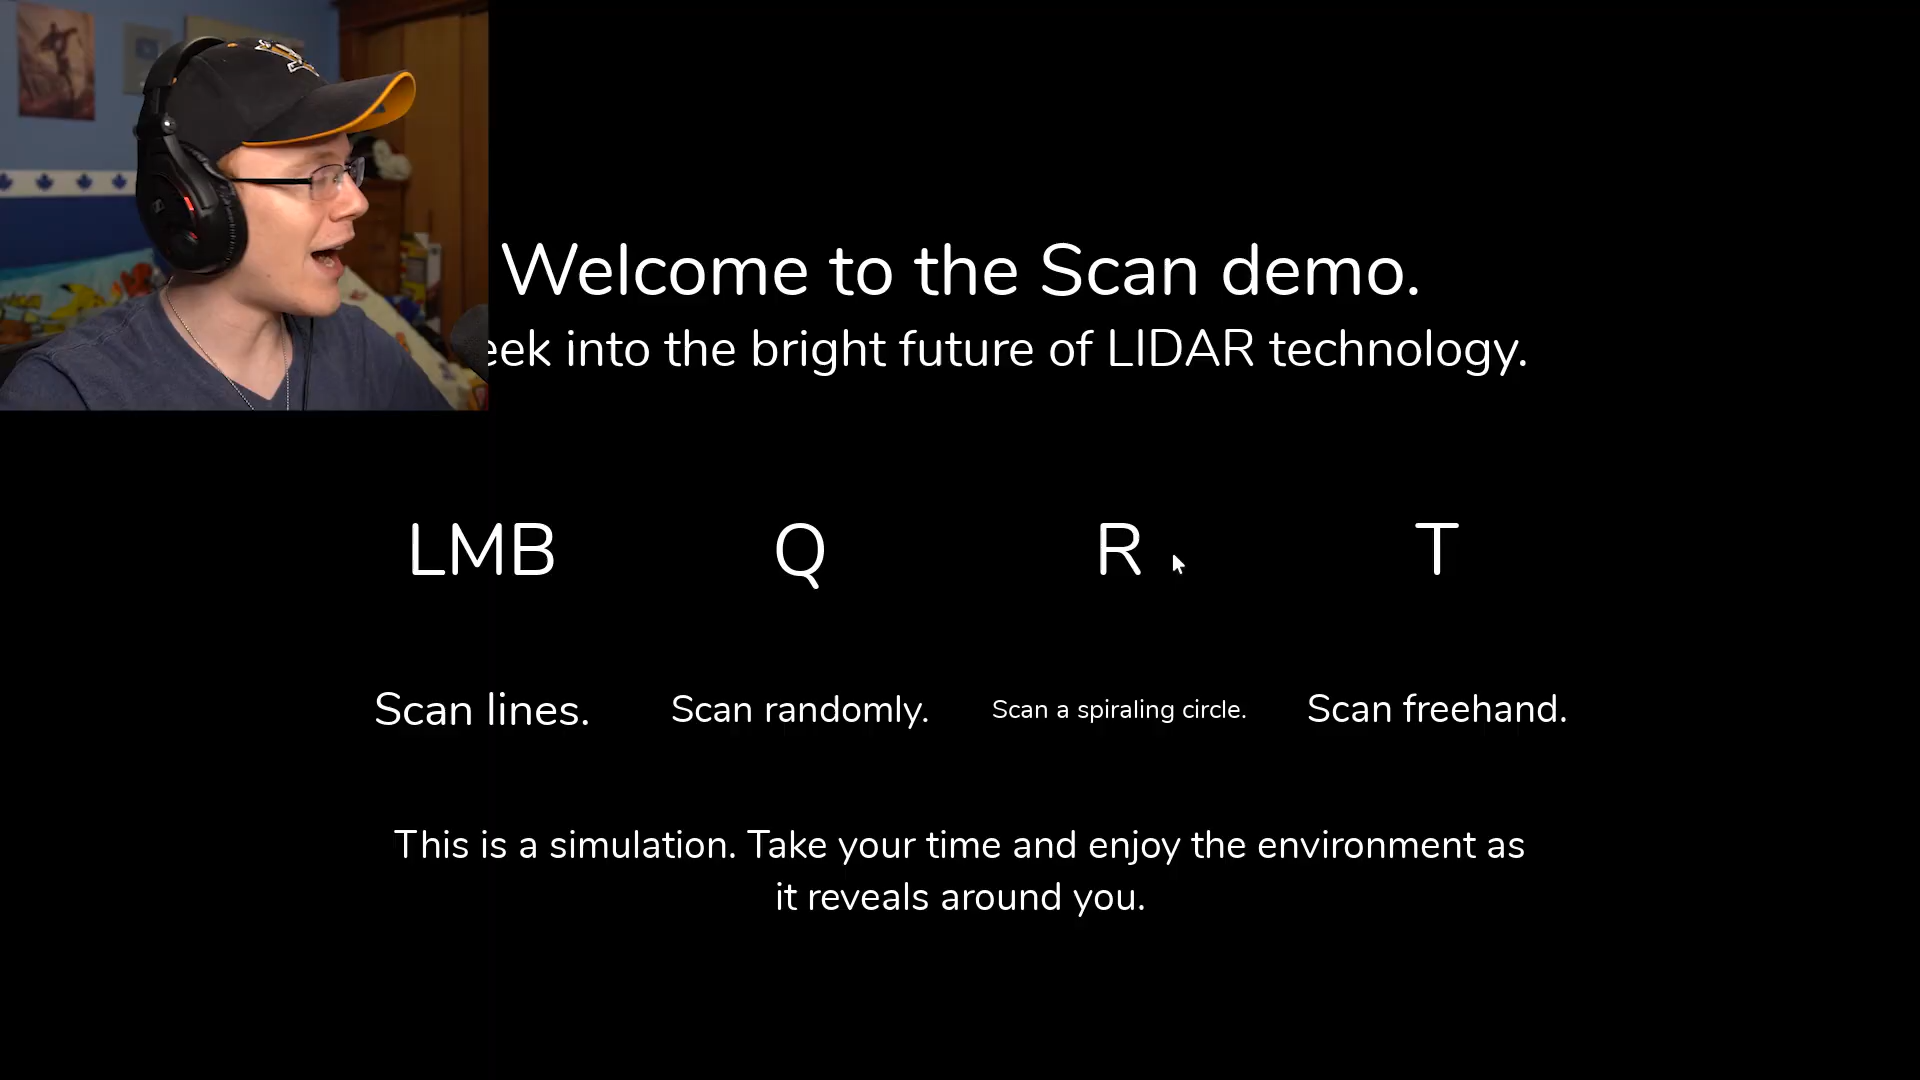 Welcome to the Scan demo.
into the bright future of LIDAR technology.
LMB Q R T
Scan lines. Scan randomly. Scan a spiraling circle. Scan freehand.
This is a simulation. Take your time and enjoy the environment as
it reveals around you.